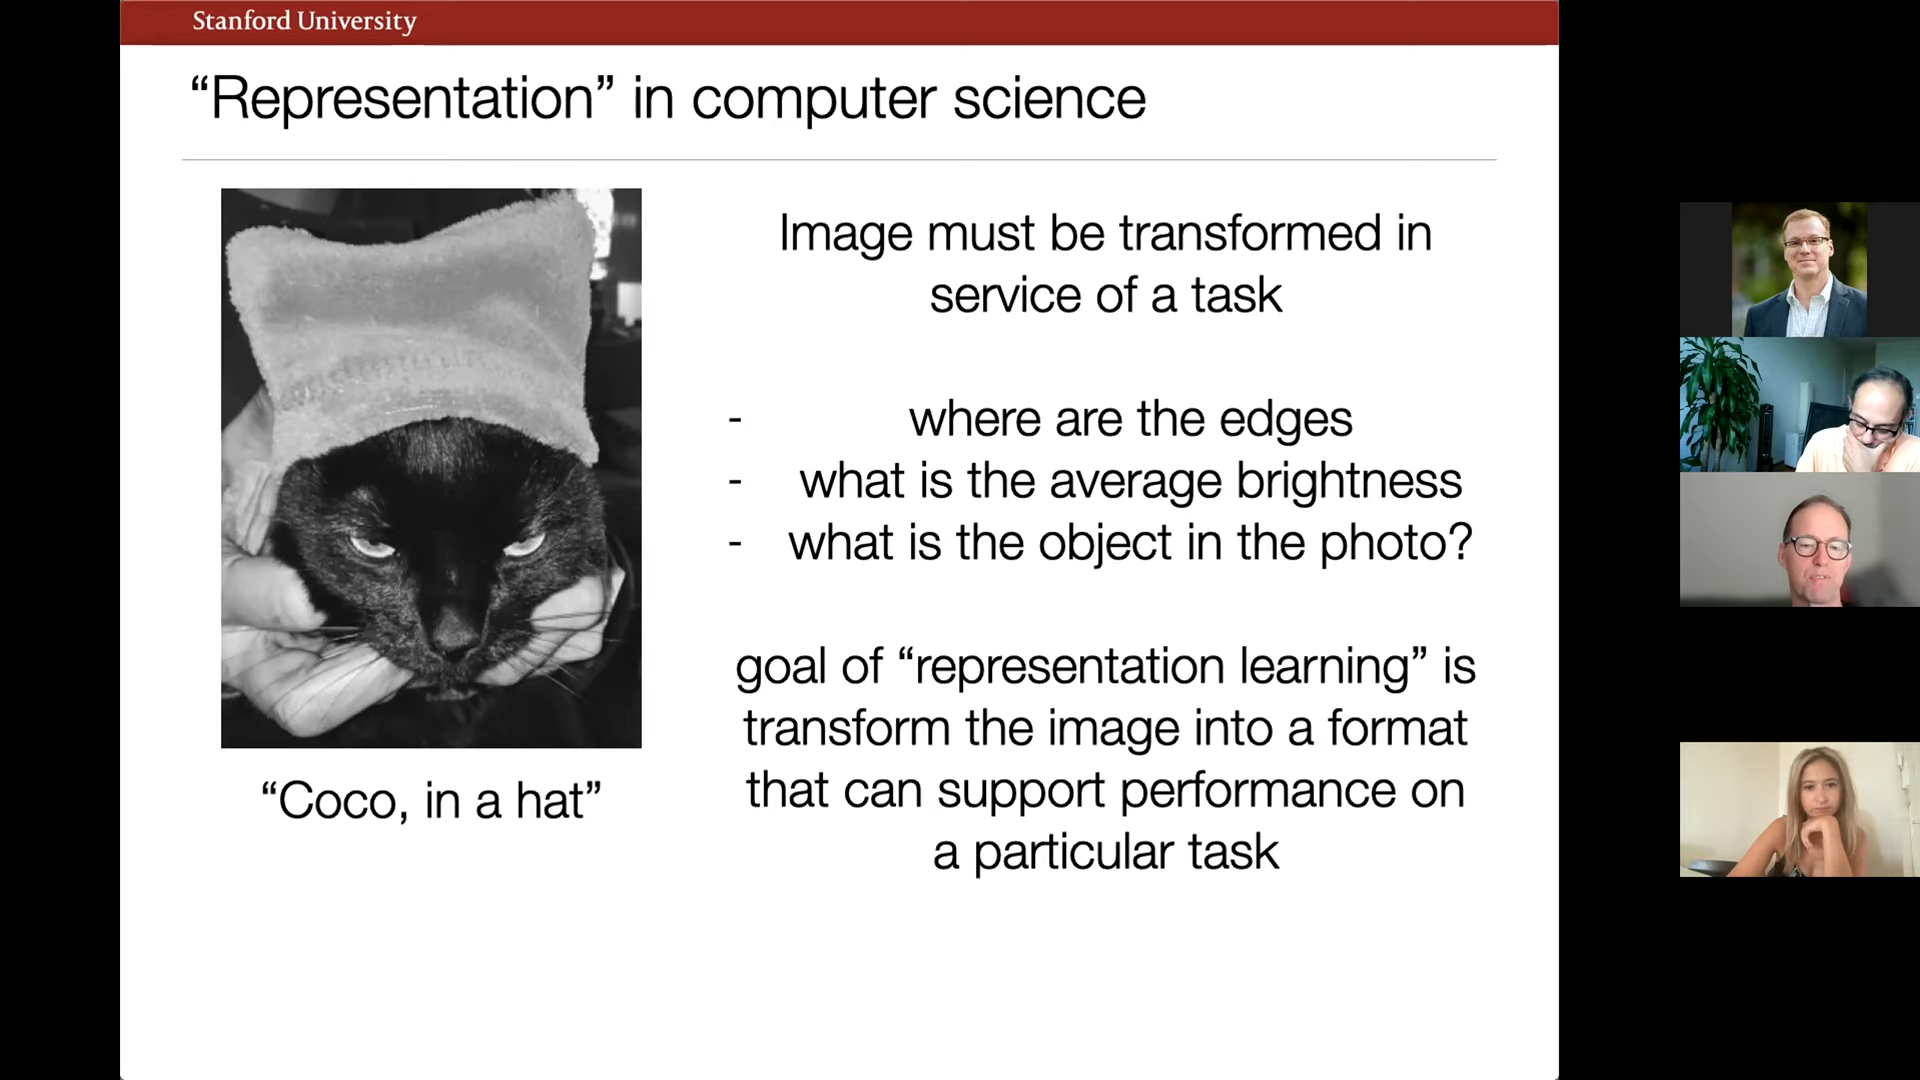 Stanford University
“Representation” in computer science
Image must be transformed in
service of a task
- where are the edges
- what is the average brightness
- what is the object in the photo?
goal of “representation learning” is
transform the image into a format
that can support performance on
a particular task
“Coco, in a hat”